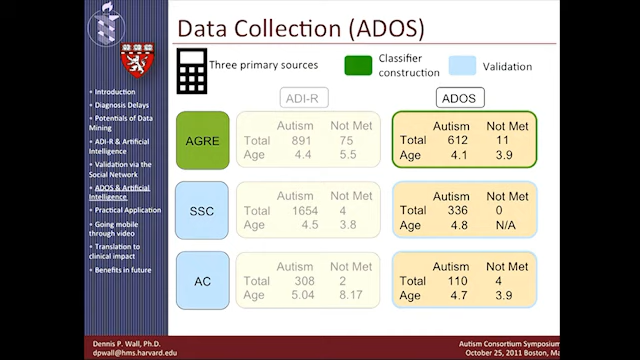 Data Collection (ADOS)
Three primary sources
Classifier construction
Validation
• Introduction
• Diagnosis Delays
• Potentials of Data Mining
• ADI-R & Artificial Intelligence
• Validation via the Social Network
• ADOS & Artificial Intelligence
• Practical Application
• Going mobile through video
• Translation to clinical impact
• Benefits in future
ADI-R
ADOS
AGRE
Autism Not Met
Total 891 75
Age 4.4 5.5
Autism Not Met
Total 612 11
Age 4.1 3.9
SSC
Autism Not Met
Total 1654 4
Age 4.5 3.8
Autism Not Met
Total 336 0
Age 4.8 N/A
AC
Autism Not Met
Total 308 2
Age 5.04 8.17
Autism Not Met
Total 110 4
Age 4.7 3.9
Dennis P. Wall, Ph.D.
dpwall@hms.harvard.edu
Autism Consortium Symposium
October 25, 2011 Boston, Ma